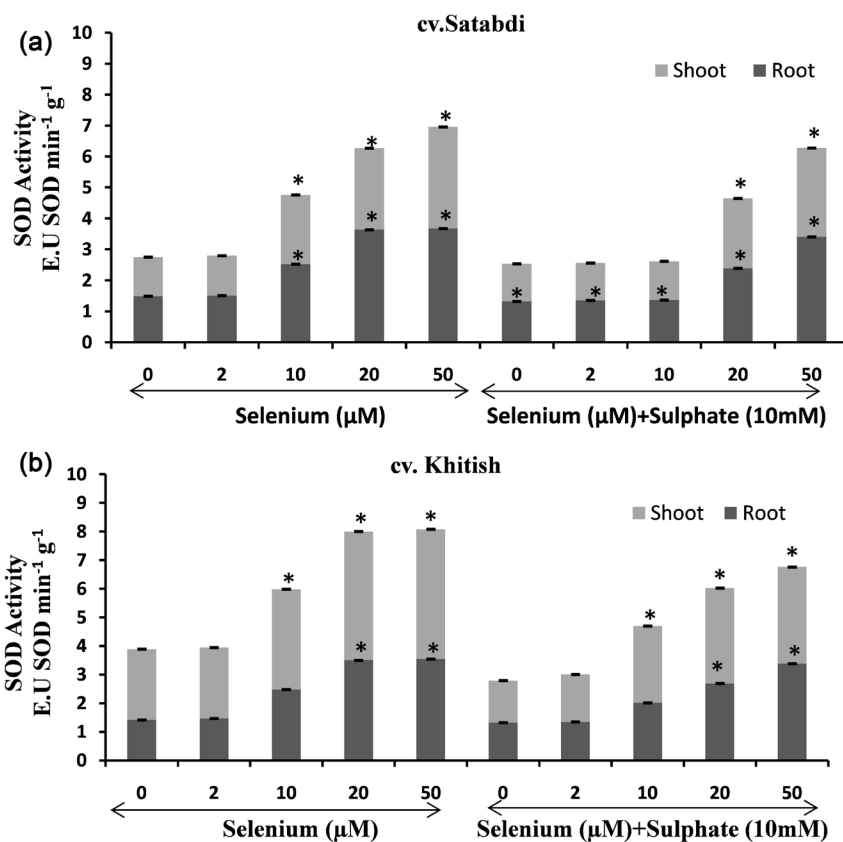 (a)
cv.Satabdi
SOD Activity
E.U SOD min⁻¹ g⁻¹
10
9
8
7
6
5
4
3
2
1
0
Shoot Root
* * * * *
* * * * * * * *
0 2 10 20 50 0 2 10 20 50
Selenium (µM) Selenium (µM)+Sulphate (10mM)
(b)
cv. Khitish
SOD Activity
E.U SOD min⁻¹ g⁻¹
10
9
8
7
6
5
4
3
2
1
0
Shoot Root
* * * * * *
* * * *
0 2 10 20 50 0 2 10 20 50
Selenium (µM) Selenium (µM)+Sulphate (10mM)